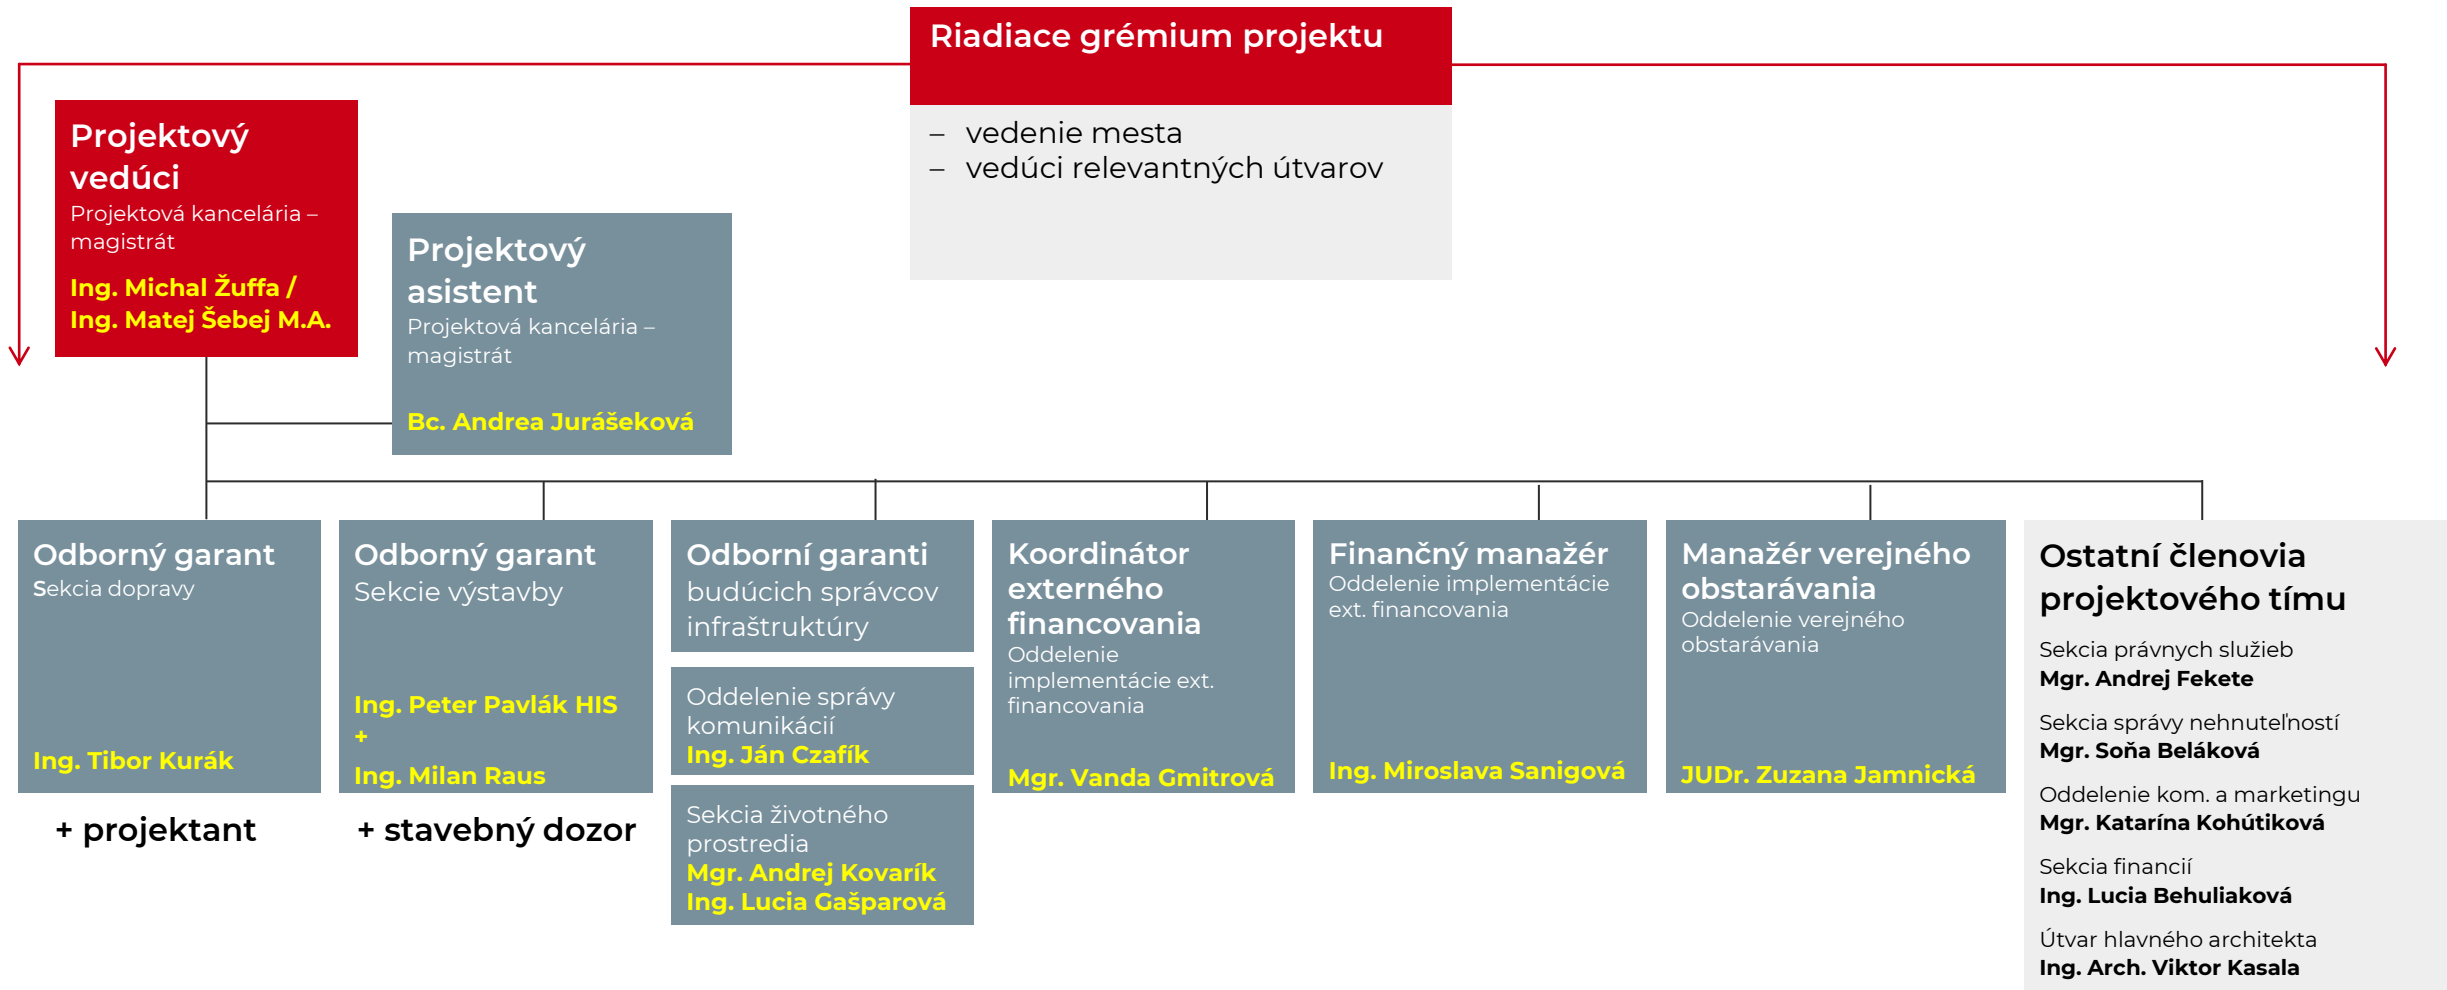 Riadiace grémium projektu
– vedenie mesta
– vedúci relevantných útvarov
Projektový
vedúci
Projektová kancelária –
magistrát
Ing. Michal Žuffa /
Ing. Matej Šebej M.A.
Projektový
asistent
Projektová kancelária –
magistrát
Bc. Andrea Jurášeková
Odborný garant
Sekcia dopravy
Ing. Tibor Kurák
+ projektant
Odborný garant
Sekcie výstavby
Ing. Peter Pavlák HIS
+
Ing. Milan Raus
+ stavebný dozor
Odborní garanti
budúcich správcov
infraštruktúry
Oddelenie správy
komunikácií
Ing. Ján Czafík
Sekcia životného
prostredia
Mgr. Andrej Kovarík
Ing. Lucia Gašparová
Koordinátor
externého
financovania
Oddelenie
implementácie ext.
financovania
Mgr. Vanda Gmitrová
Finančný manažér
Oddelenie implementácie
ext. financovania
Ing. Miroslava Sanigová
Manažér verejného
obstarávania
Oddelenie verejného
obstarávania
JUDr. Zuzana Jamnická
Ostatní členovia
projektového tímu
Sekcia právnych služieb
Mgr. Andrej Fekete
Sekcia správy nehnuteľností
Mgr. Soňa Beláková
Oddelenie kom. a marketingu
Mgr. Katarína Kohútiková
Sekcia financií
Ing. Lucia Behuliaková
Útvar hlavného architekta
Ing. Arch. Viktor Kasala